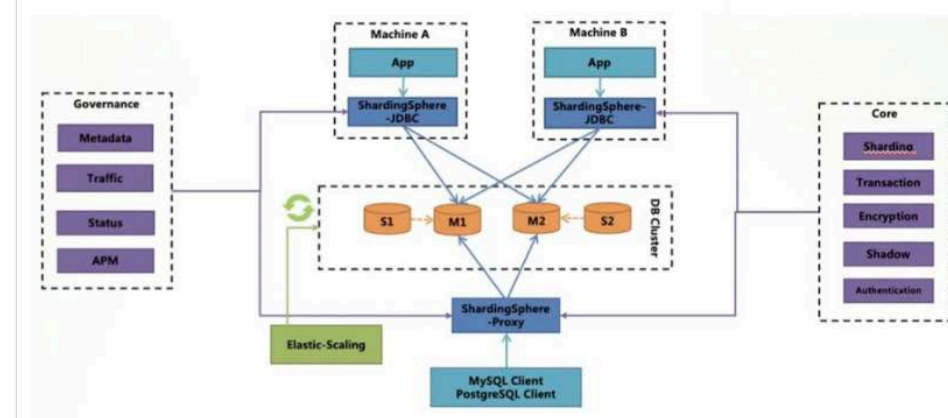 Machine A
App
ShardingSphere
-JDBC
Machine B
App
ShardingSphere-
JDBC
Governance
Metadata
Traffic
Status
APM
Core
Sharding
Transaction
Encryption
Shadow
Authentication
S1
M1
M2
S2
DB Cluster
ShardingSphere
-Proxy
Elastic-Scaling
MySQL Client
PostgreSQL Client